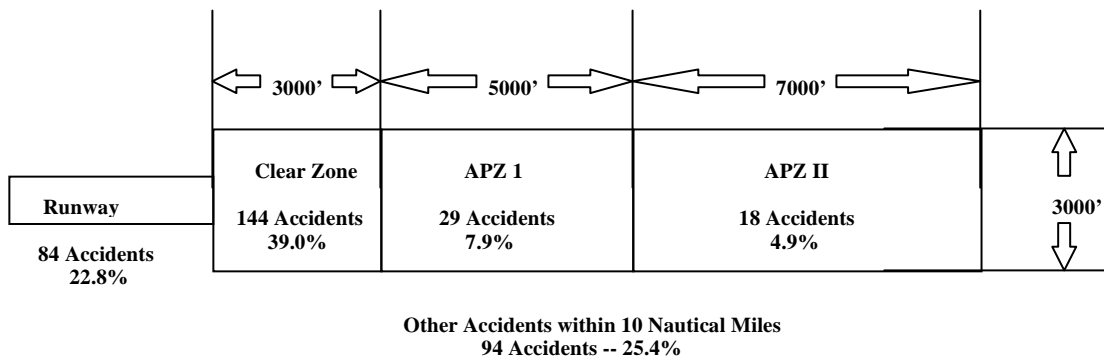 3000’
5000’
7000’
Clear Zone
APZ 1
APZ II
Runway
144 Accidents
39.0%
29 Accidents
7.9%
18 Accidents
4.9%
3000’
84 Accidents
22.8%
Other Accidents within 10 Nautical Miles
94 Accidents -- 25.4%